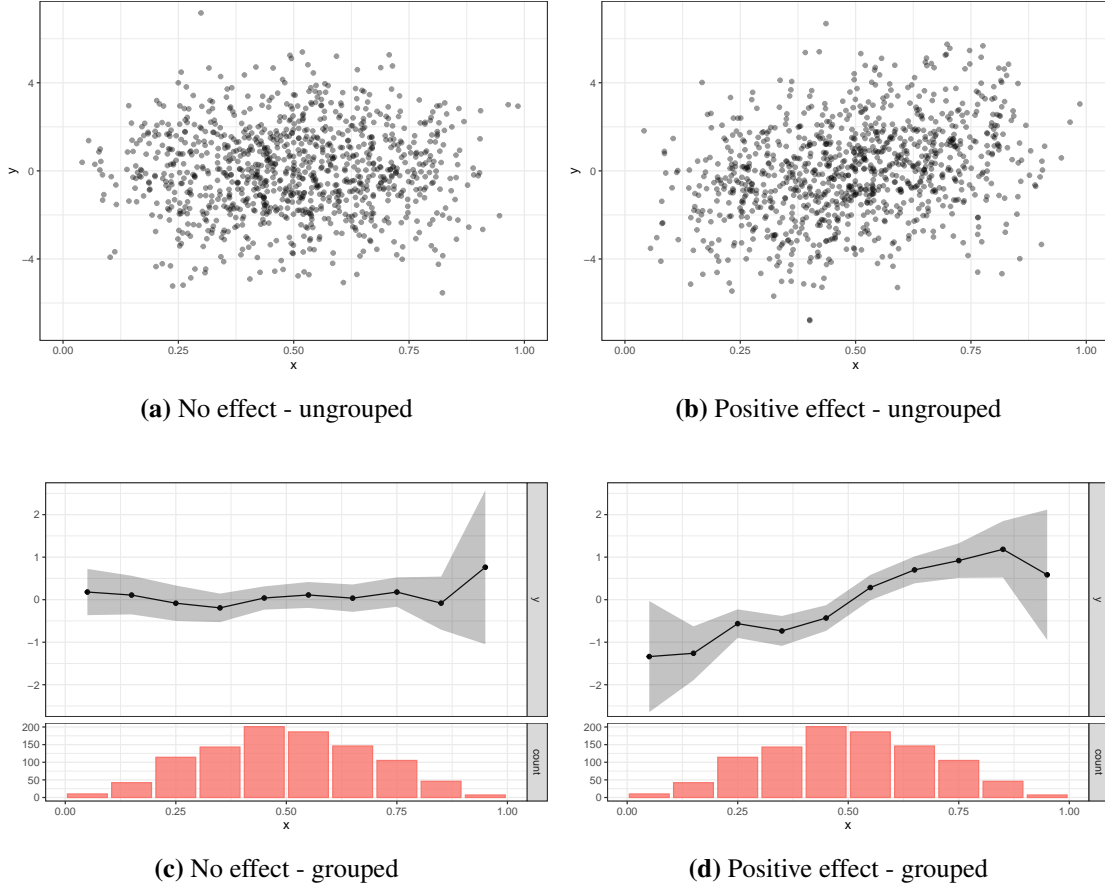 4
0
−4
y
0.00 0.25 0.50 0.75 1.00
x
(a) No effect - ungrouped
4
0
−4
y
0.00 0.25 0.50 0.75 1.00
x
(b) Positive effect - ungrouped
2
1
0
−1
−2
y
200
150
100
50
0
count
0.00 0.25 0.50 0.75 1.00
x
(c) No effect - grouped
2
1
0
−1
−2
y
200
150
100
50
0
count
0.00 0.25 0.50 0.75 1.00
x
(d) Positive effect - grouped